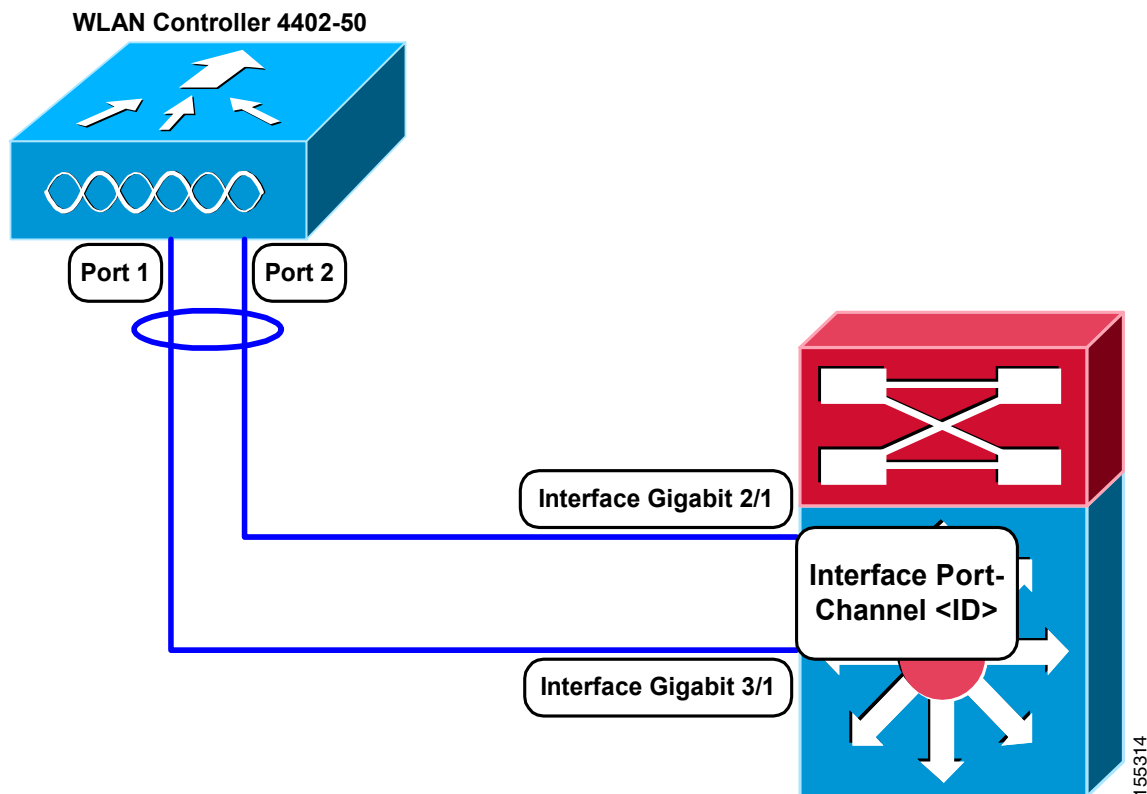 WLAN Controller 4402-50
Port 1
Port 2
Interface Gigabit 2/1
Interface Port-
Channel <ID>
Interface Gigabit 3/1
155314